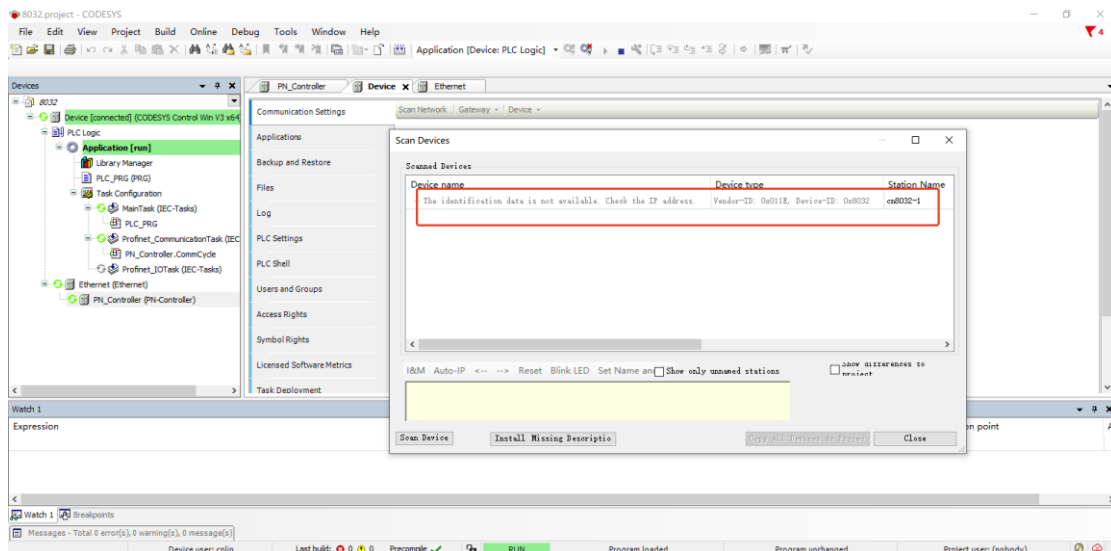 8032.project - CODESYS
File Edit View Project Build Online Debug Tools Window Help
4
Application [Device: PLC Logic]
Devices
PN_Controller Device Ethernet
8032
Device [connected] (CODESYS Control Win V3 x64
PLC Logic
Application [run]
Library Manager
PLC_PRG (PRG)
Task Configuration
MainTask (IEC-Tasks)
PLC_PRG
Profinet_CommunicationTask (IEC
PN_Controller.CommCycle
Profinet_IOTask (IEC-Tasks)
Ethernet (Ethernet)
PN_Controller (PN-Controller)
Communication Settings
Applications
Backup and Restore
Files
Log
PLC Settings
PLC Shell
Users and Groups
Access Rights
Symbol Rights
Licensed Software Metrics
Task Deployment
Scan Network Gateway Device
Scan Devices
Scanned Devices
Device name Device type Station Name
The identification data is not available. Check the IP address. Vendor-ID: 0x011E, Device-ID: 0x8032 cn8032-1
I&M Auto-IP <-- --> Reset Blink LED Set Name and Show only unnamed stations
Show differences to
project
Scan Device Install Missing Descriptio Copy All Devices to Projec Close
Watch 1
Expression
on point
Watch 1 Breakpoints
Messages - Total 0 error(s), 0 warning(s), 0 message(s)
Device user: colin Last build: 0 0 Precompile RUN Program loaded Program unchanged Project user: (nobody)